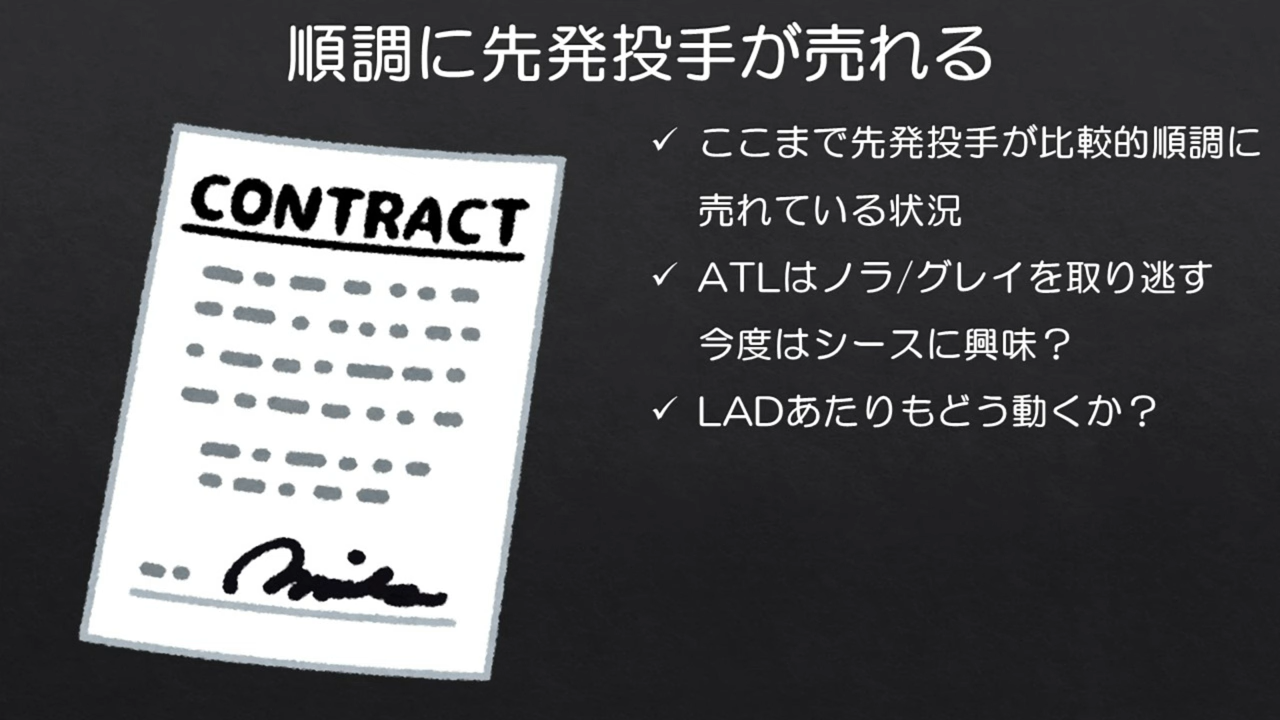 順調に先発投手が売れる
CONTRACT
✓ ここまで先発投手が比較的順調に
売れている状況
✓ ATLはノラ/グレイを取り逃す
今度はシースに興味？
✓ LADあたりもどう動くか？